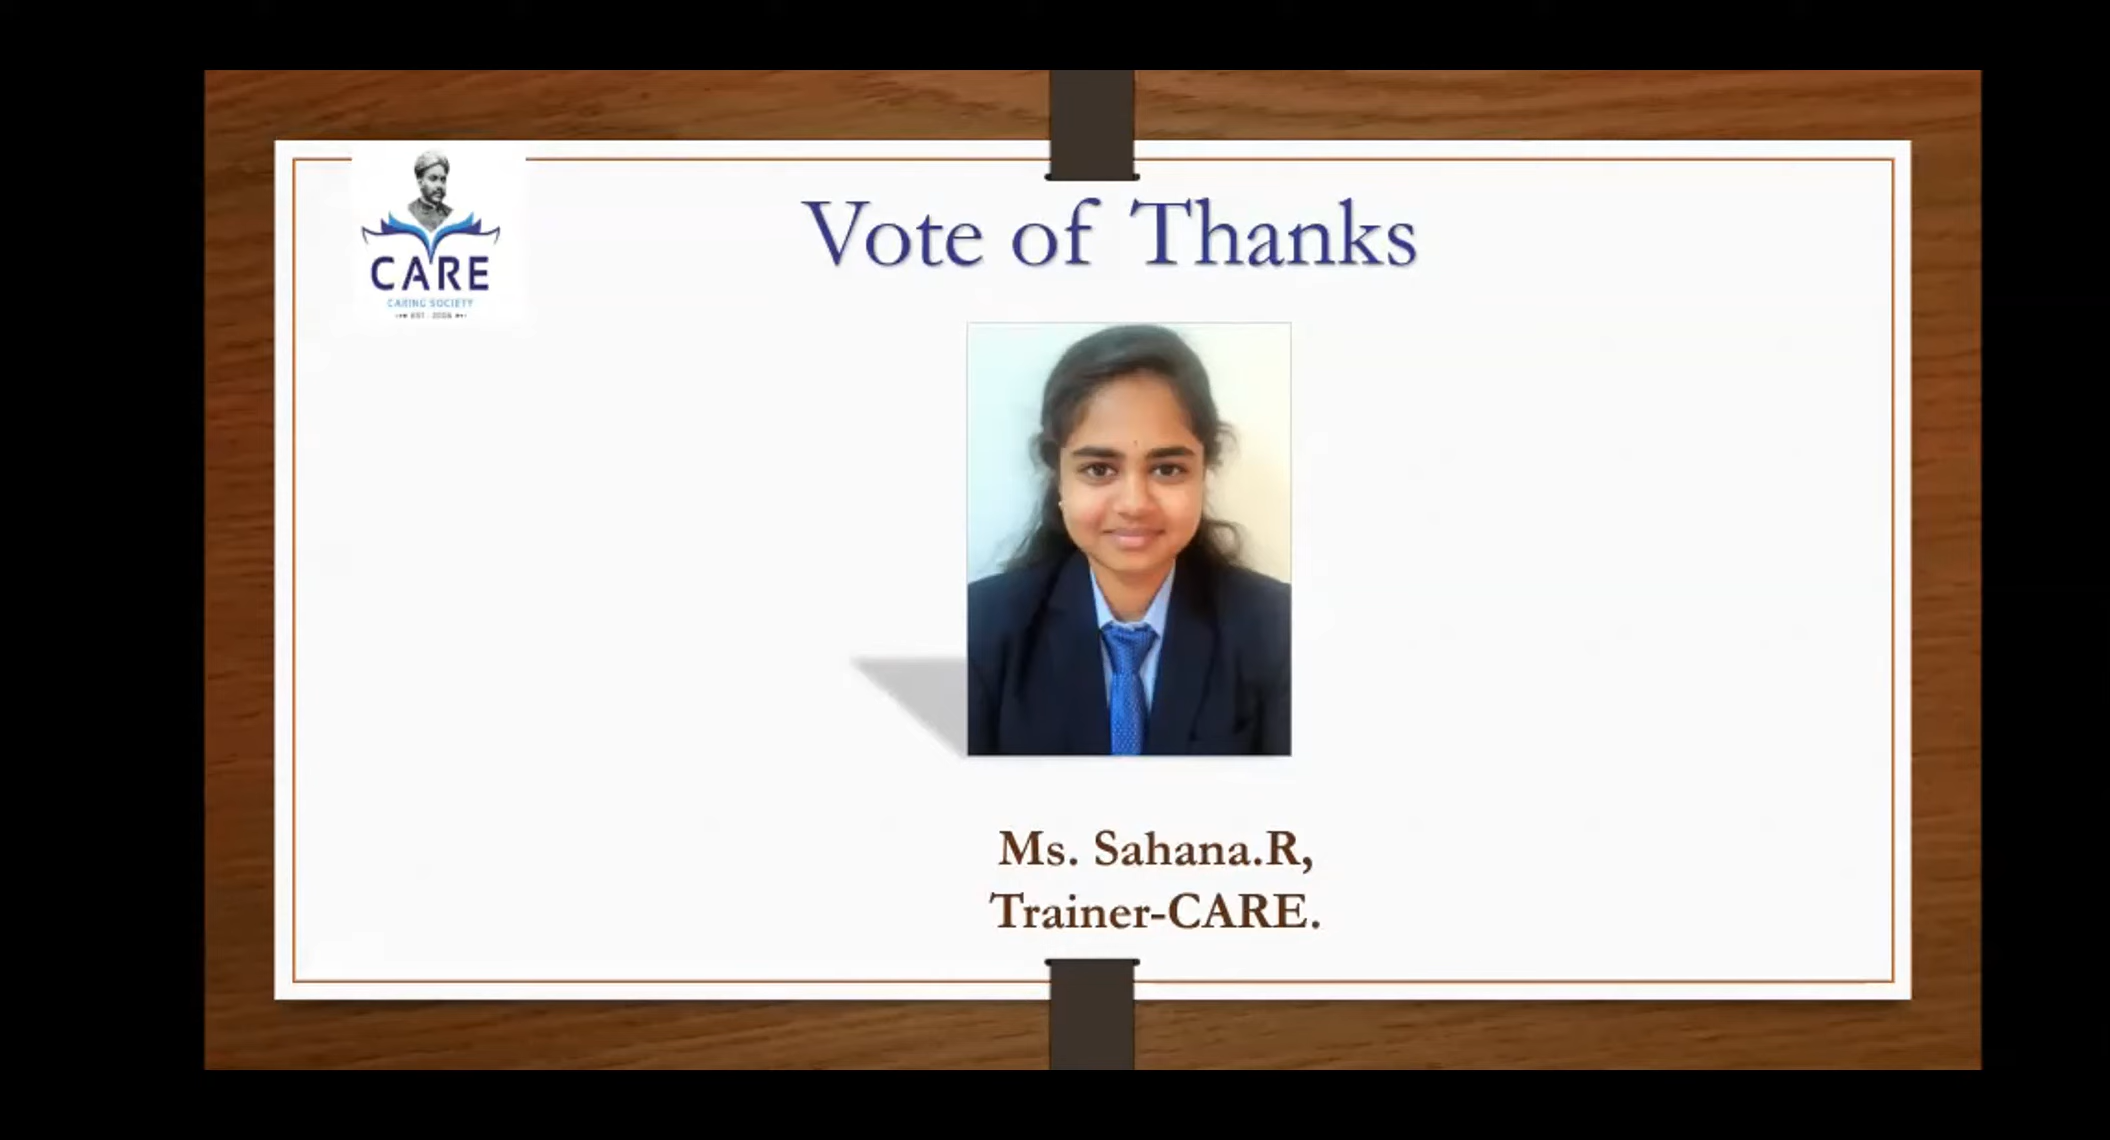 Vote of Thanks
CARE
CARING SOCIETY
Ms. Sahana.R,
Trainer-CARE.